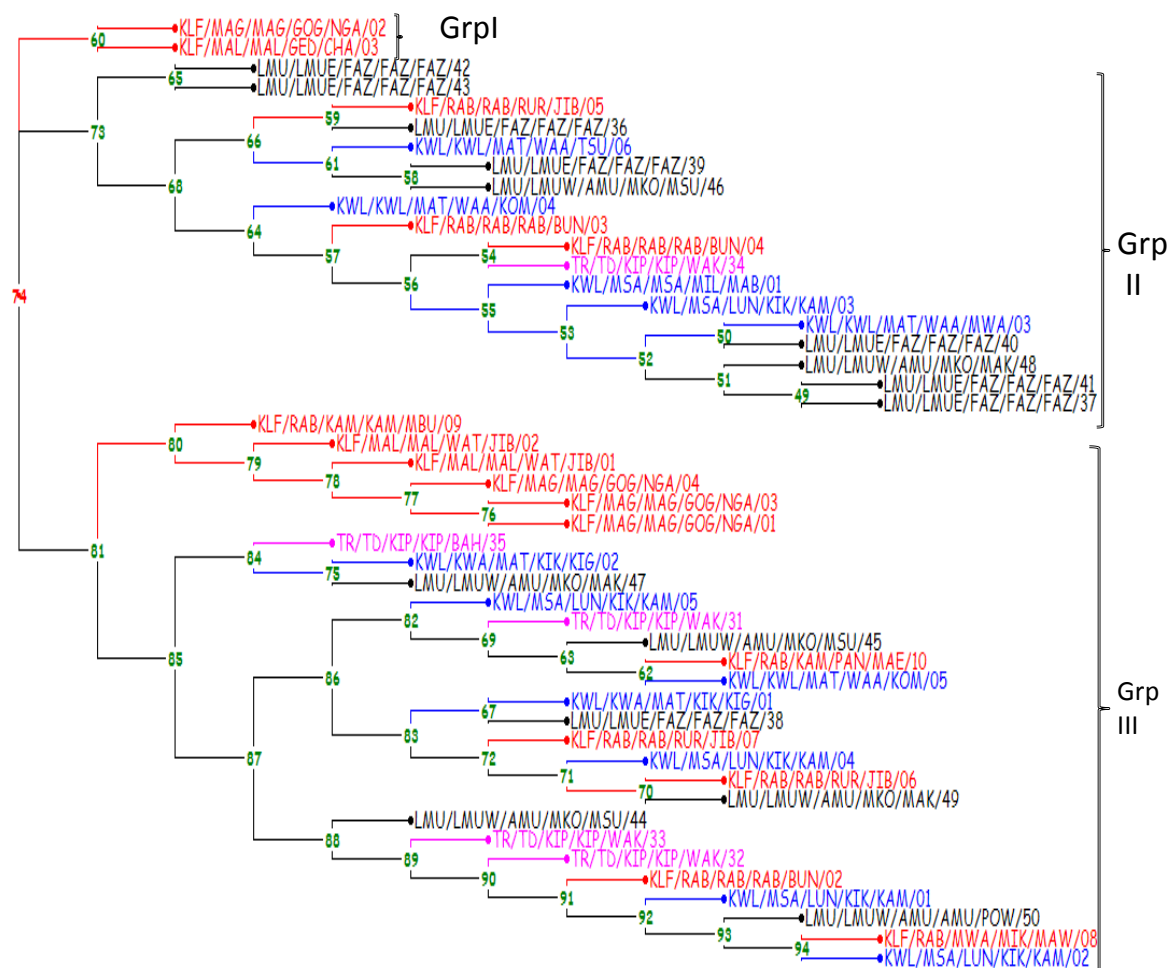 KLF/MAG/MAG/GOG/NGA/02
GrpI
60
KLF/MAL/MAL/GED/CHA/03
LMU/LMUE/FAZ/FAZ/FAZ/42
65
LMU/LMUE/FAZ/FAZ/FAZ/43
KLF/RAB/RAB/RUR/JIB/05
59
73
LMU/LMUE/FAZ/FAZ/FAZ/36
66
KWL/KWL/MAT/WAA/TSU/06
61
LMU/LMUE/FAZ/FAZ/FAZ/39
58
68
LMU/LMUW/AMU/MKO/MSU/46
KWL/KWL/MAT/WAA/KOM/04
64
KLF/RAB/RAB/RAB/BUN/03
57
KLF/RAB/RAB/RAB/BUN/04
54
Grp
II
TR/TD/KIP/KIP/WAK/34
56
KWL/MSA/MSA/MIL/MAB/01
74
55
KWL/MSA/LUN/KIK/KAM/03
53
KWL/KWL/MAT/WAA/MWA/03
50
LMU/LMUE/FAZ/FAZ/FAZ/40
52
LMU/LMUW/AMU/MKO/MAK/48
51
LMU/LMUE/FAZ/FAZ/FAZ/41
49
LMU/LMUE/FAZ/FAZ/FAZ/37
KLF/RAB/KAM/KAM/MBU/09
80
KLF/MAL/MAL/WAT/JIB/02
79
KLF/MAL/MAL/WAT/JIB/01
78
KLF/MAG/MAG/GOG/NGA/04
77
KLF/MAG/MAG/GOG/NGA/03
76
KLF/MAG/MAG/GOG/NGA/01
81
TR/TD/KIP/KIP/BAH/35
84
KWL/KWA/MAT/KIK/KIG/02
75
LMU/LMUW/AMU/MKO/MAK/47
KWL/MSA/LUN/KIK/KAM/05
82
TR/TD/KIP/KIP/WAK/31
69
LMU/LMUW/AMU/MKO/MSU/45
63
85
KLF/RAB/KAM/PAN/MAE/10
62
86
KWL/KWL/MAT/WAA/KOM/05
Grp
III
KWL/KWA/MAT/KIK/KIG/01
67
LMU/LMUE/FAZ/FAZ/FAZ/38
83
KLF/RAB/RAB/RUR/JIB/07
87
72
KWL/MSA/LUN/KIK/KAM/04
71
KLF/RAB/RAB/RUR/JIB/06
70
LMU/LMUW/AMU/MKO/MAK/49
LMU/LMUW/AMU/MKO/MSU/44
88
TR/TD/KIP/KIP/WAK/33
89
TR/TD/KIP/KIP/WAK/32
90
KLF/RAB/RAB/RAB/BUN/02
91
KWL/MSA/LUN/KIK/KAM/01
92
LMU/LMUW/AMU/AMU/POW/50
93
KLF/RAB/MWA/MIK/MAW/08
94
KWL/MSA/LUN/KIK/KAM/02